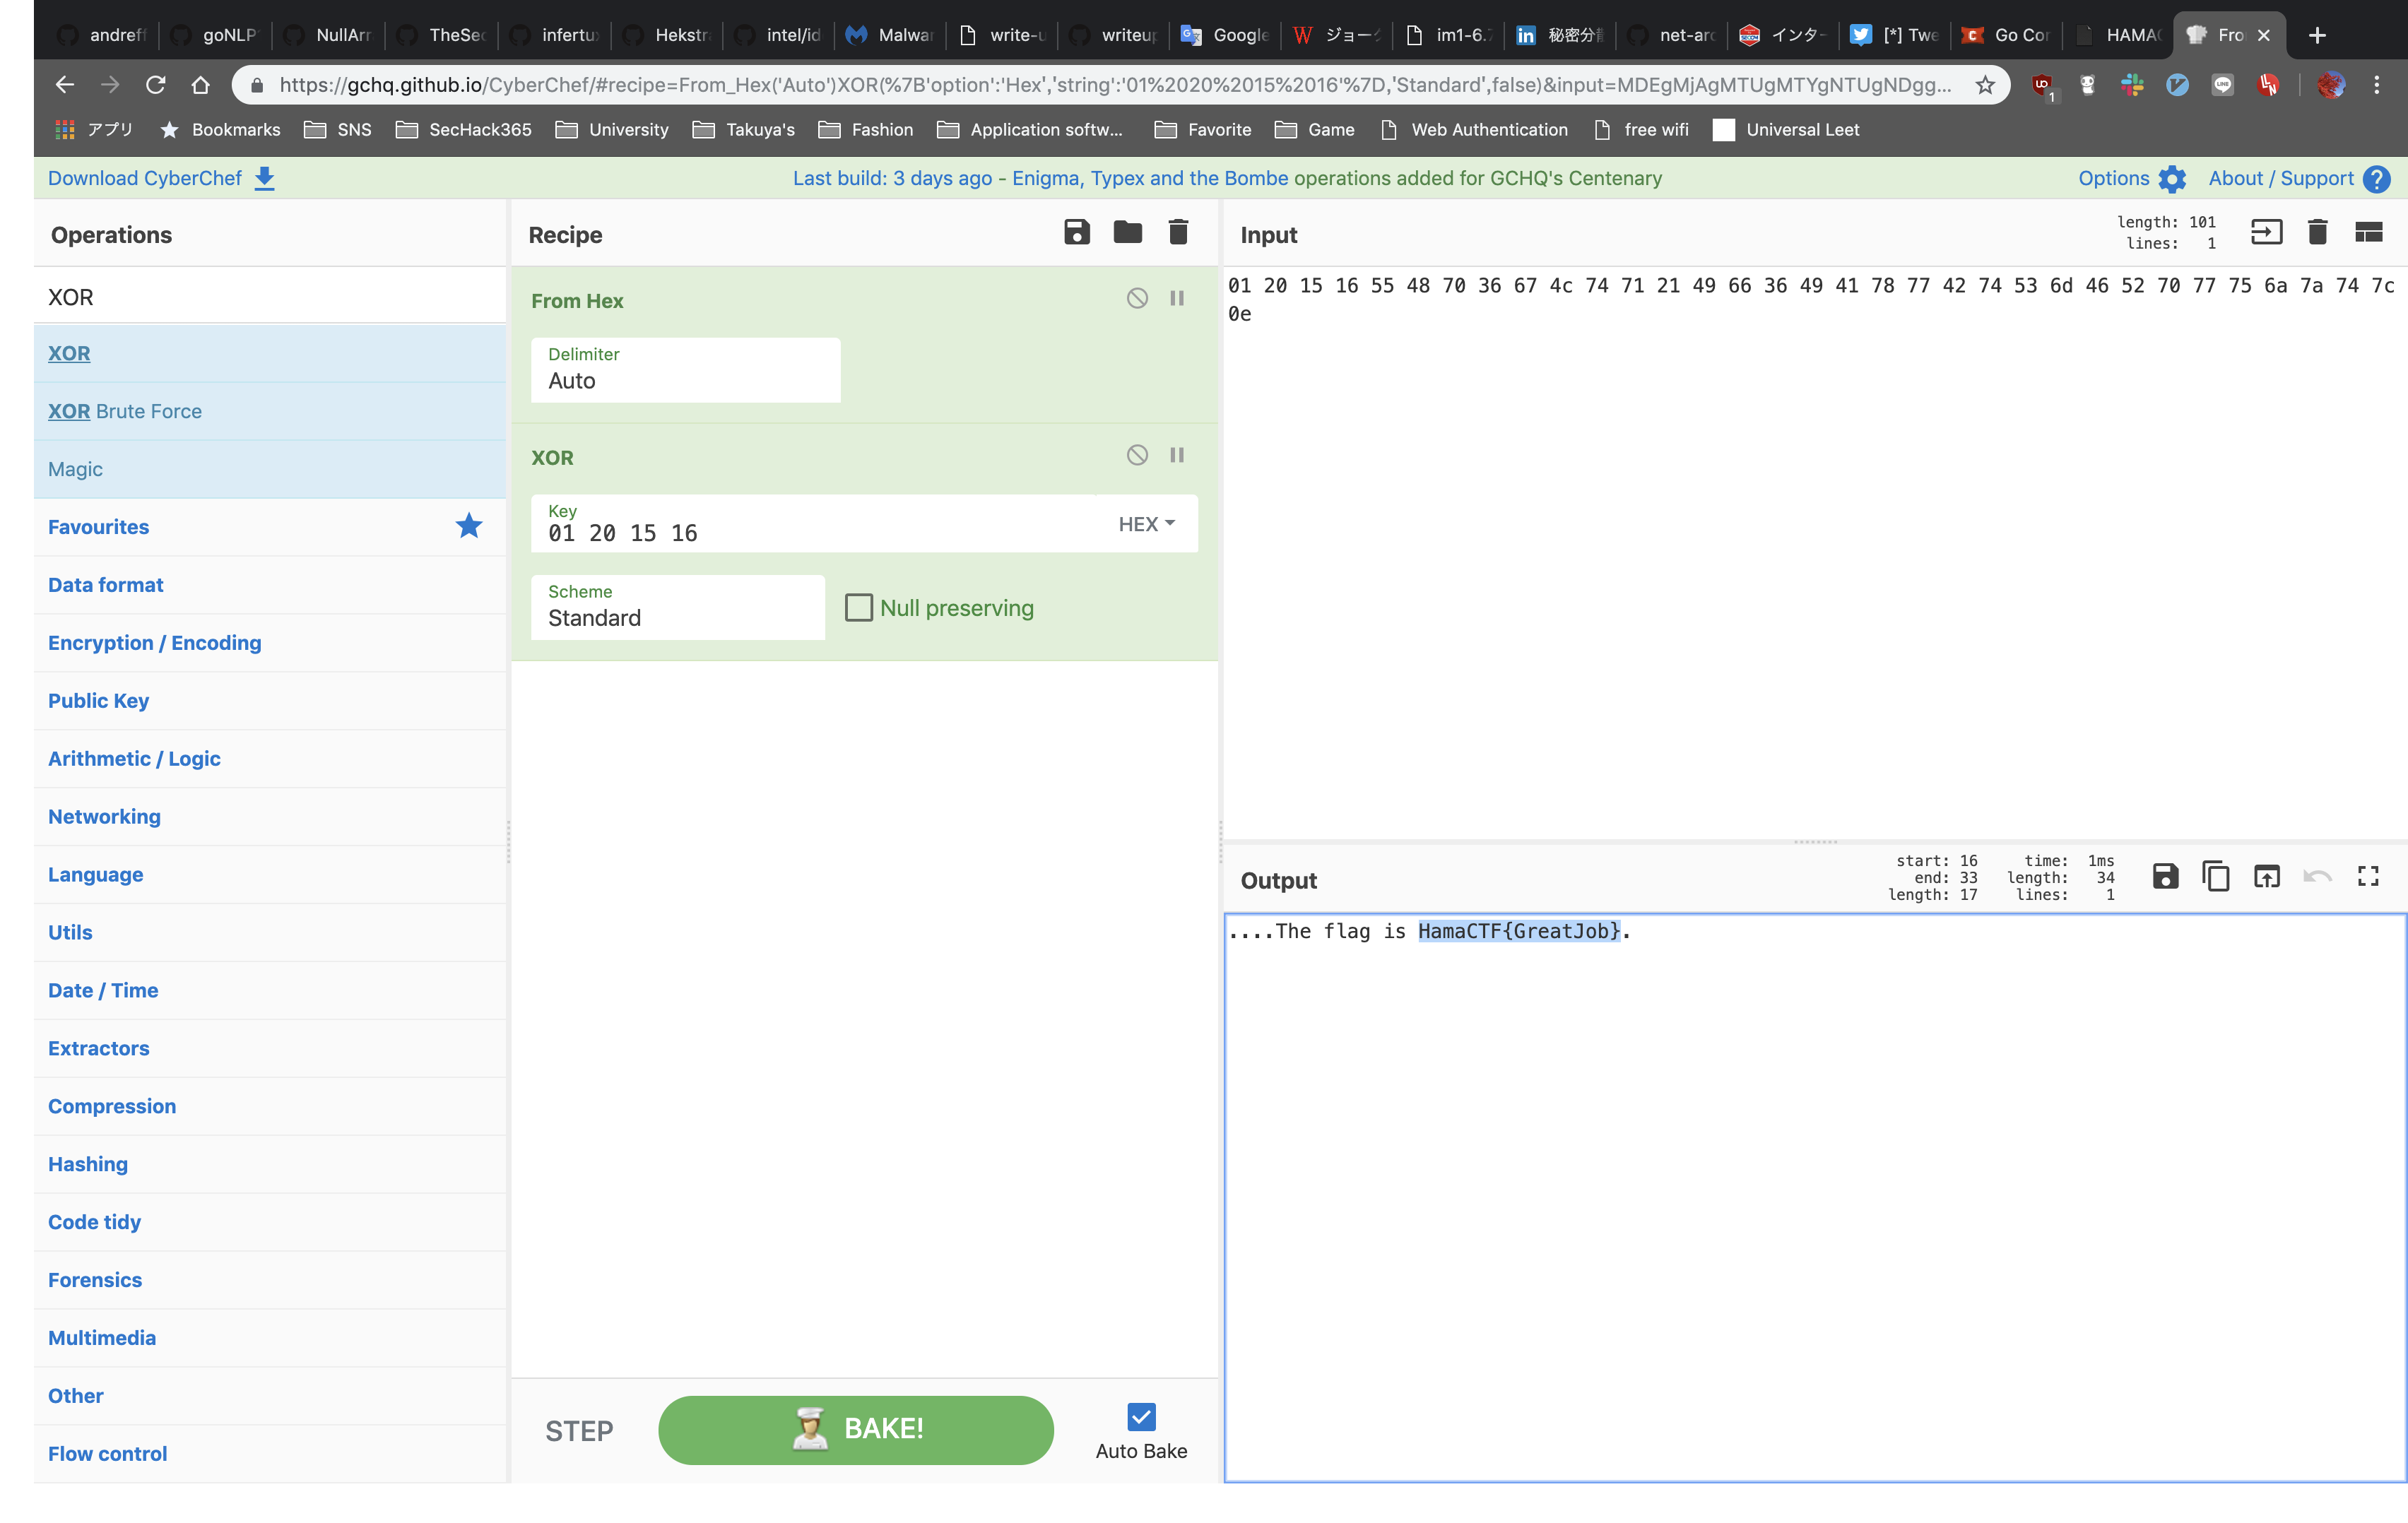 andreff goNLP NullArr TheSec infertux Hekstra intel/id Malwar write-u writeup Google ジョーク im1-6.7 秘密分散 net-arc インター [*] Twe Go Cor HAMAC Fro
https://gchq.github.io/CyberChef/#recipe=From_Hex('Auto')XOR(%7B'option':'Hex','string':'01%2020%2015%2016'%7D,'Standard',false)&input=MDEgMjAgMTUgMTYgNTUgNDgg... 1
アプリ Bookmarks SNS SecHack365 University Takuya's Fashion Application softw... Favorite Game Web Authentication free wifi Universal Leet
Download CyberChef Last build: 3 days ago - Enigma, Typex and the Bombe operations added for GCHQ's Centenary Options About / Support
Operations
XOR
XOR
XOR Brute Force
Magic
Favourites
Data format
Encryption / Encoding
Public Key
Arithmetic / Logic
Networking
Language
Utils
Date / Time
Extractors
Compression
Hashing
Code tidy
Forensics
Multimedia
Other
Flow control
Recipe
From Hex
Delimiter
Auto
XOR
Key
01 20 15 16 HEX
Scheme
Standard Null preserving
STEP BAKE! Auto Bake
Input length: 101
lines: 1
01 20 15 16 55 48 70 36 67 4c 74 71 21 49 66 36 49 41 78 77 42 74 53 6d 46 52 70 77 75 6a 7a 74 7c
0e
Output
start: 16 time: 1ms
end: 33 length: 34
length: 17 lines: 1
....The flag is HamaCTF{GreatJob}.